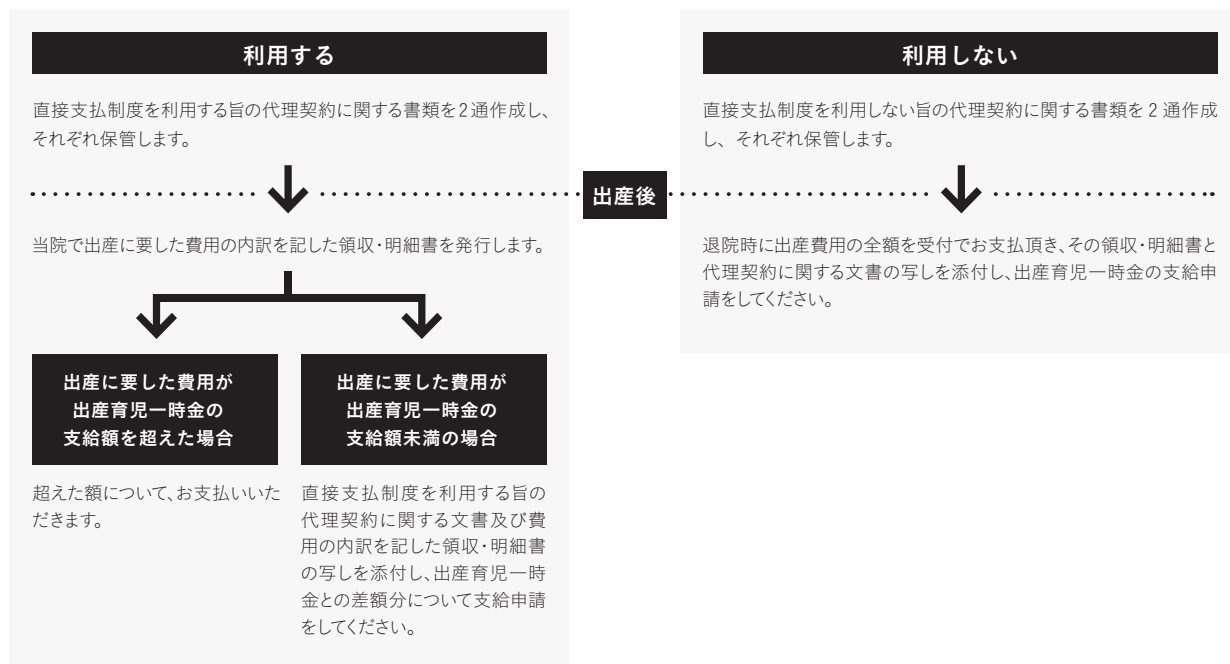 利用する
直接支払制度を利用する旨の代理契約に関する書類を2通作成し、
それぞれ保管します。
利用しない
直接支払制度を利用しない旨の代理契約に関する書類を2通作成
し、それぞれ保管します。
出産後
当院で出産に要した費用の内訳を記した領収・明細書を発行します。
出産に要した費用が
出産育児一時金の
支給額を超えた場合
超えた額について、お支払いいた
だきます。
出産に要した費用が
出産育児一時金の
支給額未満の場合
直接支払制度を利用する旨の
代理契約に関する文書及び費
用の内訳を記した領収・明細書
の写しを添付し、出産育児一時
金との差額分について支給申請
をしてください。
退院時に出産費用の全額を受付でお支払頂き、その領収・明細書と
代理契約に関する文書の写しを添付し、出産育児一時金の支給申
請をしてください。